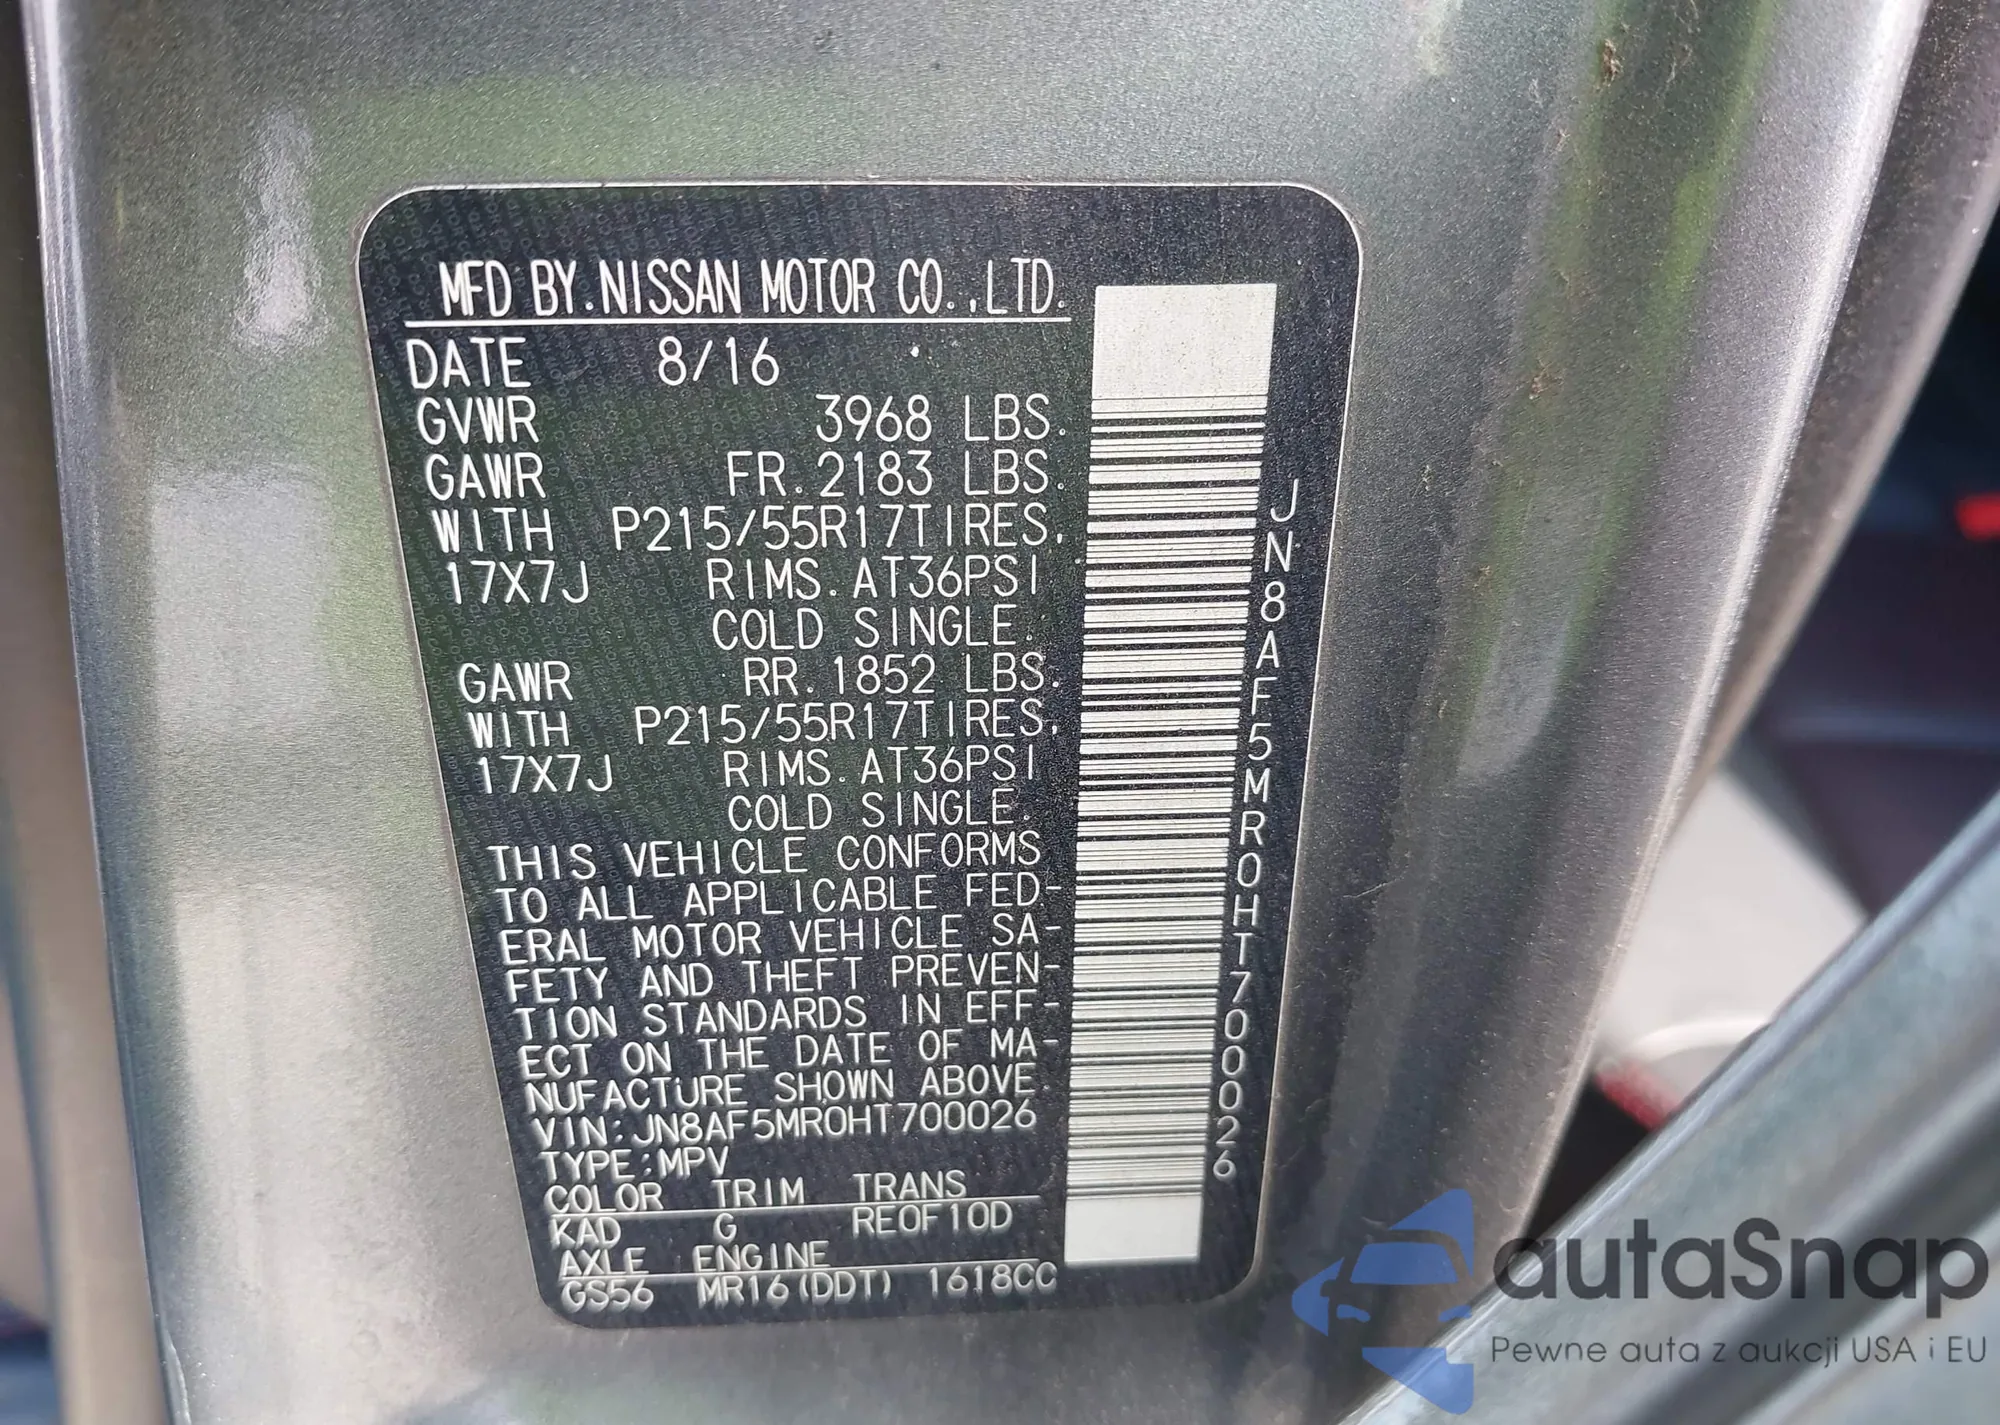 MFD BY.NISSAN MOTOR CO.,LTD.
DATE 8/16
GVWR 3968 LBS.
GAWR FR.2183 LBS.
WITH P215/55R17TIRES,
17X7J RIMS.AT36PSI
COLD SINGLE.
GAWR RR.1852 LBS.
WITH P215/55R17TIRES,
17X7J RIMS.AT36PSI
COLD SINGLE.
THIS VEHICLE CONFORMS
TO ALL APPLICABLE FED-
ERAL MOTOR VEHICLE SA-
FETY AND THEFT PREVEN-
TION STANDARDS IN EFF-
ECT ON THE DATE OF MA-
NUFACTURE SHOWN ABOVE.
VIN:JN8AF5MR0HT700026
TYPE:MPV
COLOR TRIM TRANS
KAD G RE0F10D
AXLE ENGINE
GS56 MR16(DDT) 1618CC
JN8AF5MR0HT700026
autaSnap
Pewne auta z aukcji USA i EU